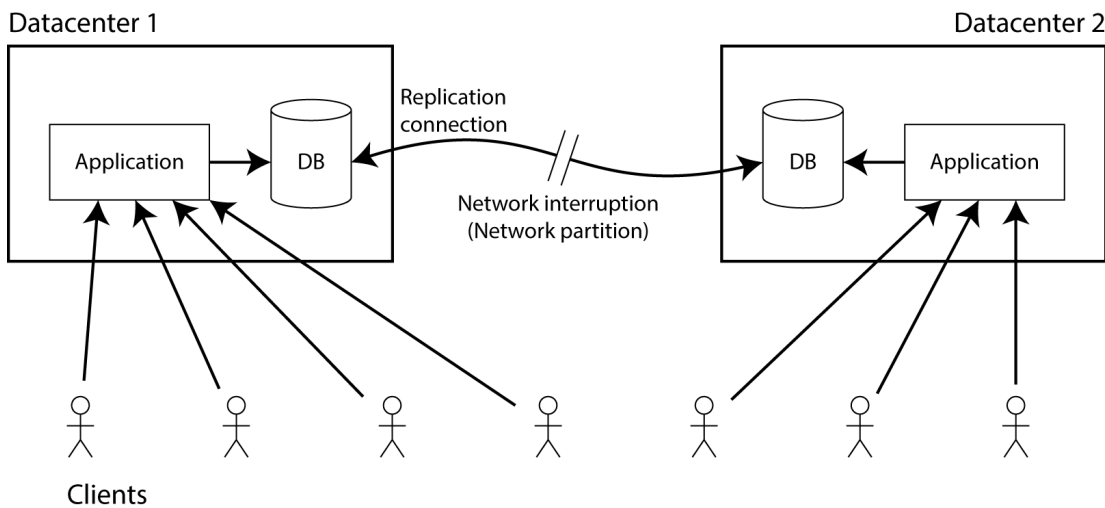 Datacenter 1
Datacenter 2
Replication
connection
Application
DB
DB
Application
Network interruption
(Network partition)
Clients